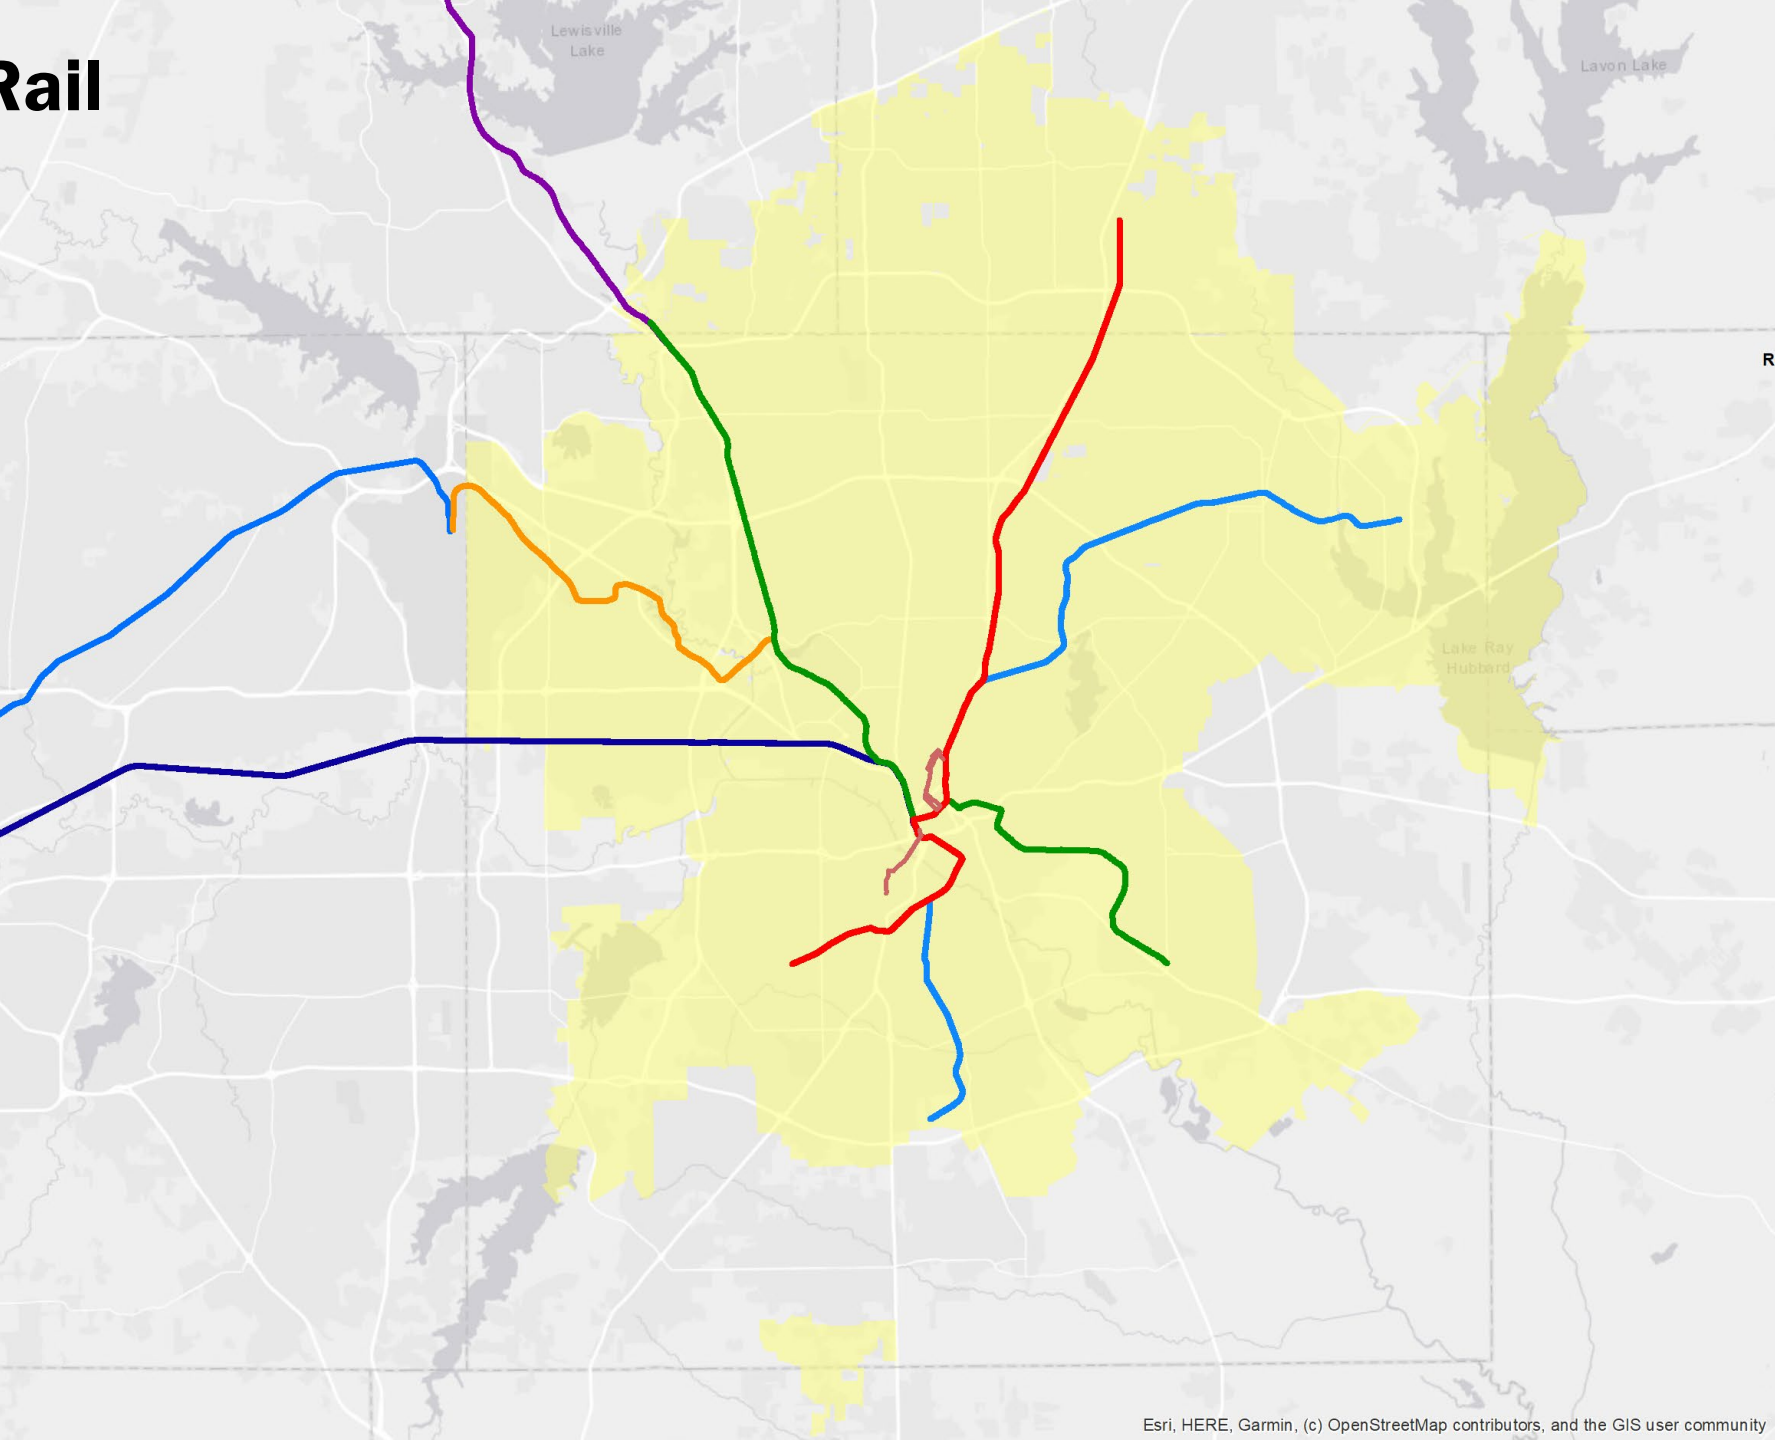 Lewisville
Lake
Lavon Lake
Rail
R
Lake Ray
Hubbard
Esri, HERE, Garmin, (c) OpenStreetMap contributors, and the GIS user community